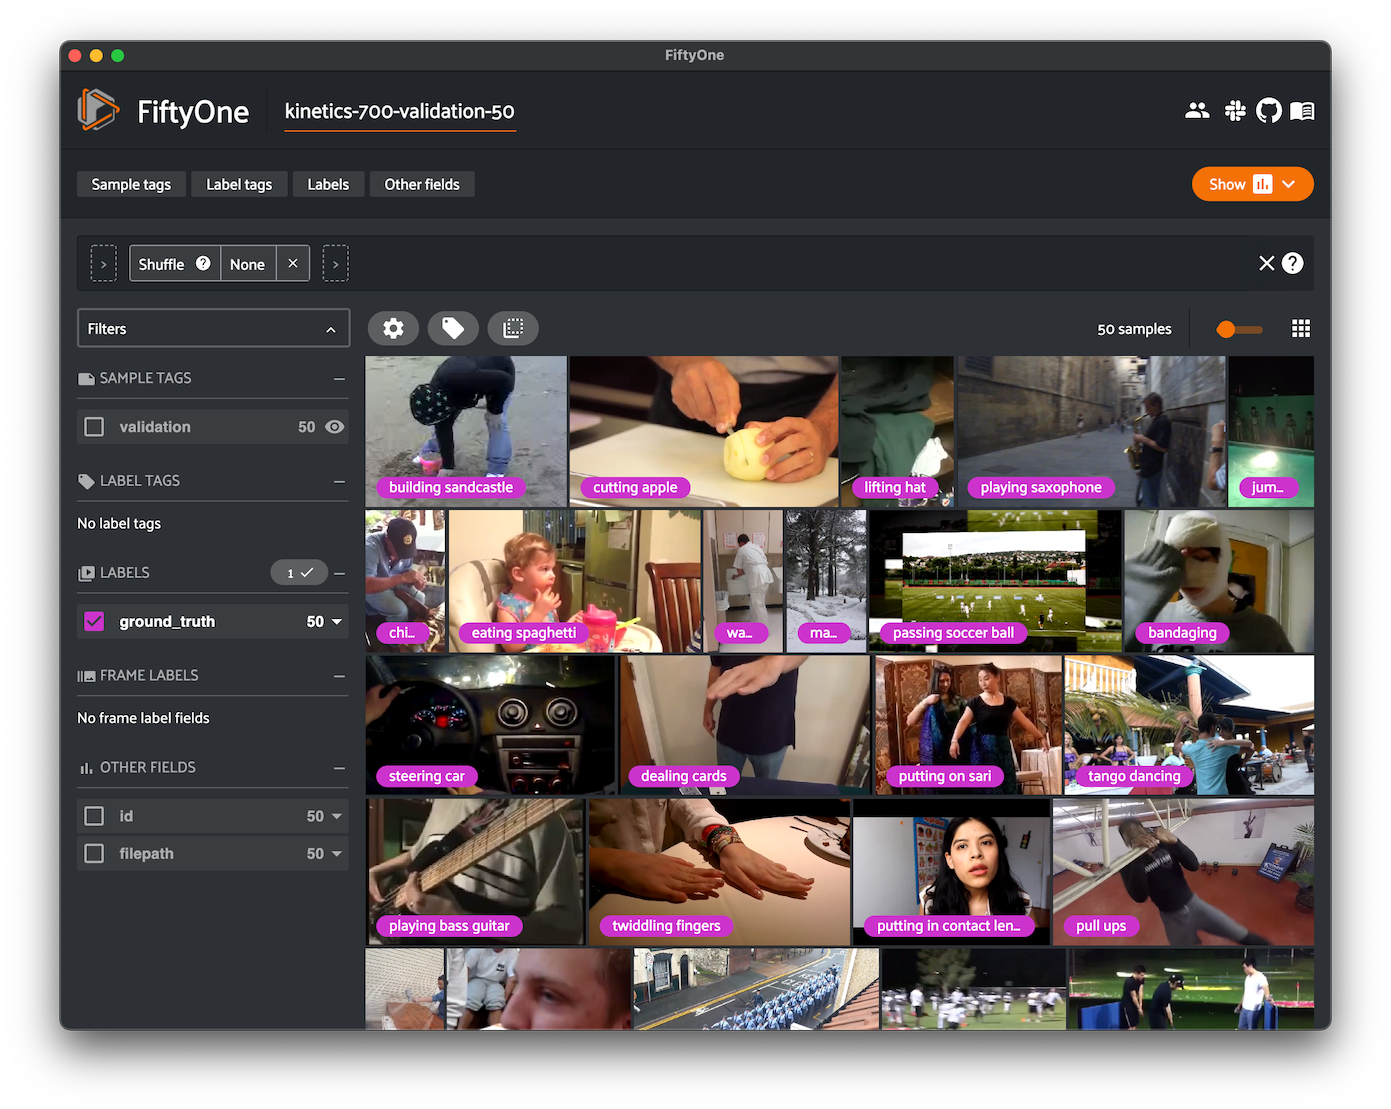 FiftyOne
FiftyOne
kinetics-700-validation-50
Sample tags
Label tags
Labels
Other fields
Show
Shuffle ? None ×
Filters
50 samples
SAMPLE TAGS
validation 50
LABEL TAGS
No label tags
LABELS 1
ground_truth 50
FRAME LABELS
No frame label fields
OTHER FIELDS
id 50
filepath 50
building sandcastle
cutting apple
lifting hat
playing saxophone
jum...
chi...
eating spaghetti
wa...
ma...
passing soccer ball
bandaging
steering car
dealing cards
putting on sari
tango dancing
playing bass guitar
twiddling fingers
putting in contact len...
pull ups